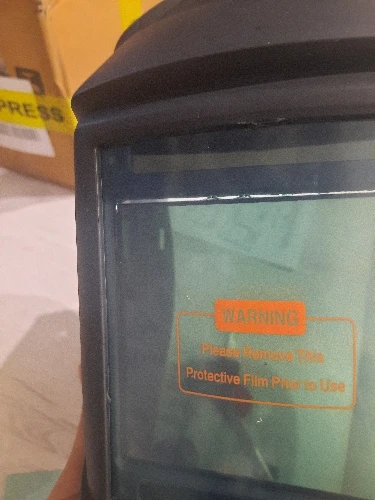 PRESS
WARNING
Please Remove This
Protective Film Prior to Use